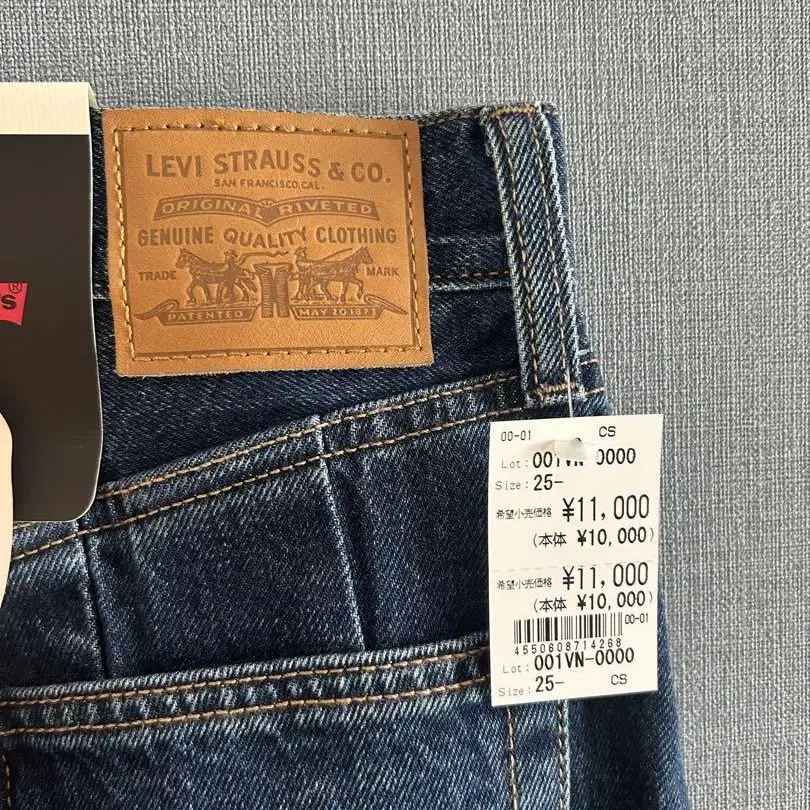 LEVI STRAUSS & CO.
SAN FRANCISCO, CAL.
ORIGINAL RIVETED
GENUINE QUALITY CLOTHING
TRADE MARK
PATENTED MAY 20 1873
s®
00-01 CS
Lot: 001VN-0000
Size: 25-
希望小売価格 ¥11,000
(本体 ¥10,000)
希望小売価格 ¥11,000
(本体 ¥10,000)
00-01
4550608714268
Lot: 001VN-0000
Size: 25- CS